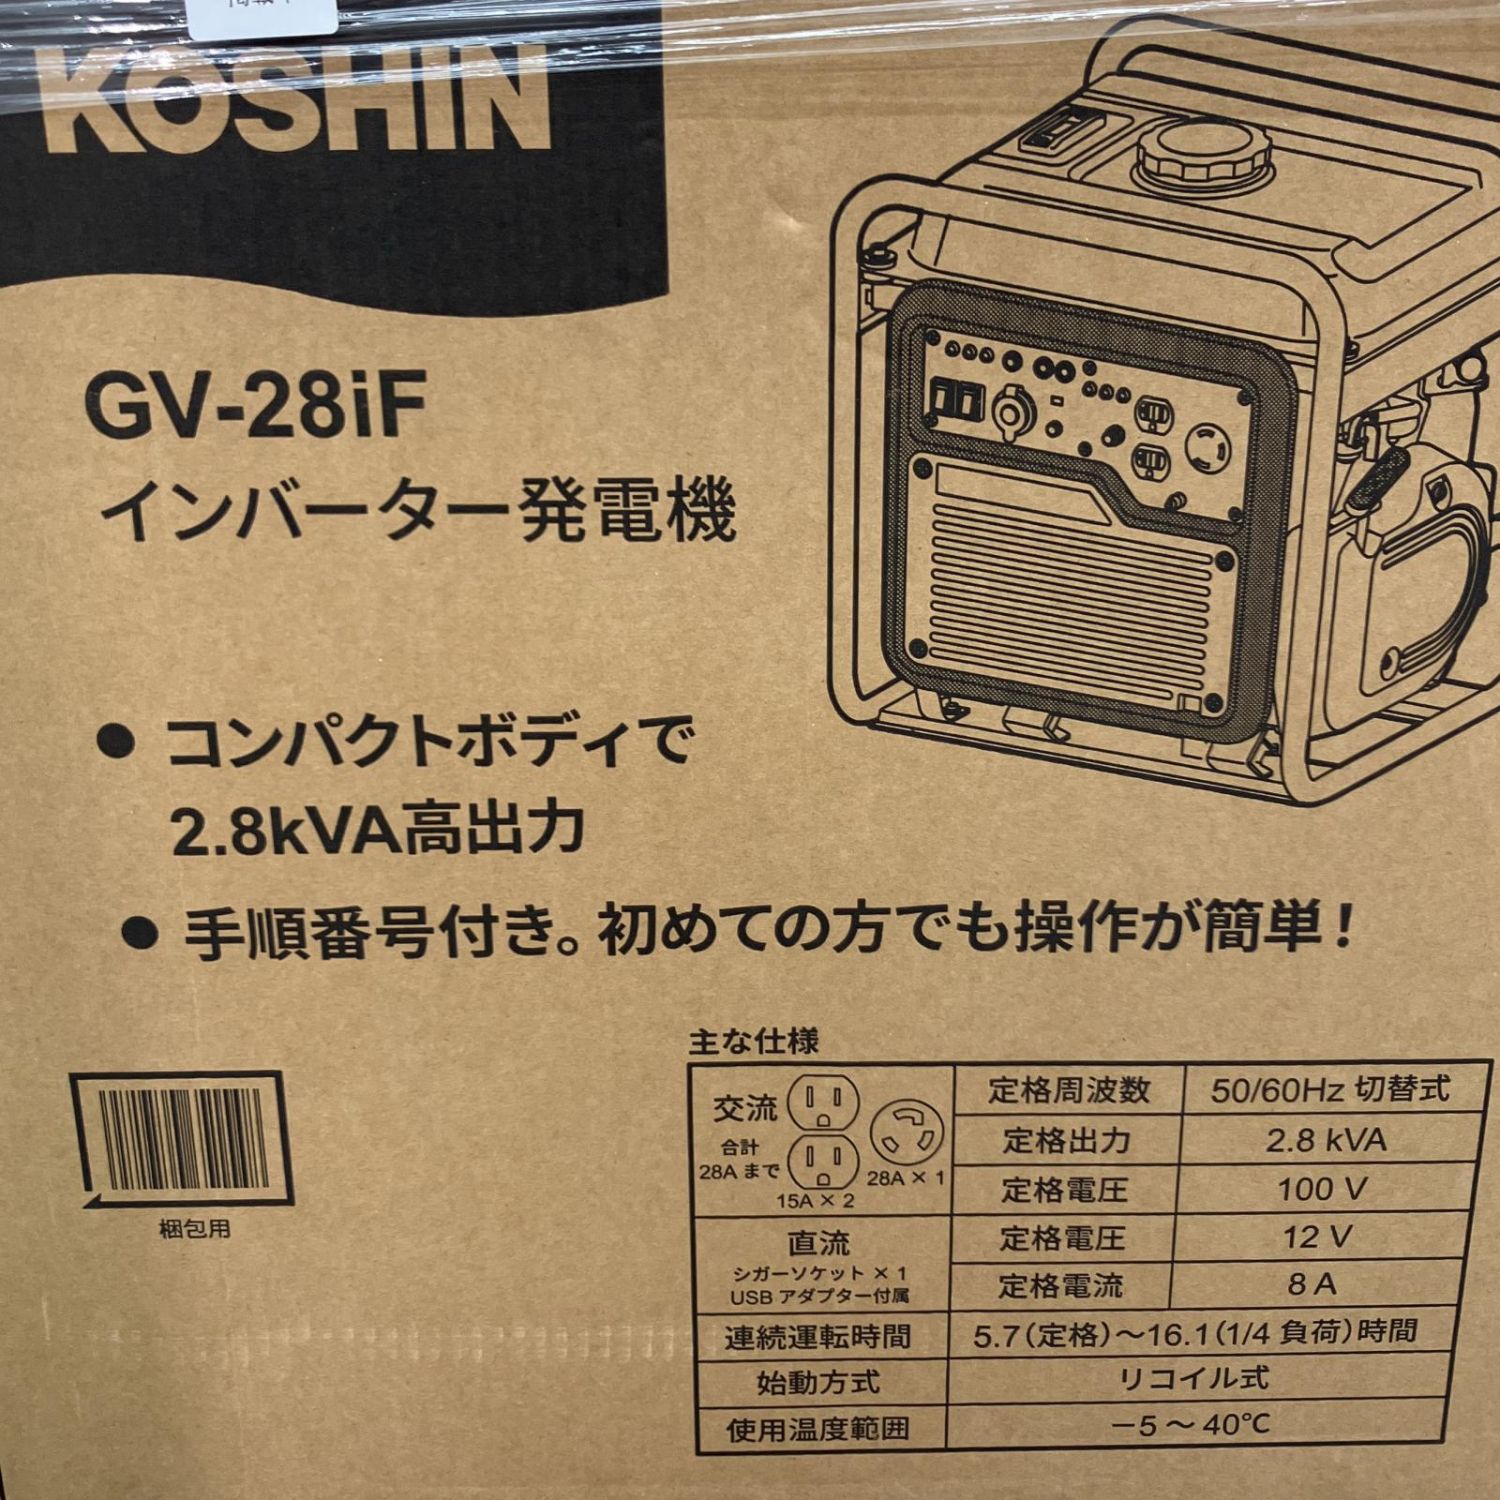 KOSHIN
GV-28iF
インバーター発電機
● コンパクトボディで
2.8kVA高出力
● 手順番号付き。初めての方でも操作が簡単！
梱包用
主な仕様
交流
合計
28A まで
15A × 2
28A × 1
定格周波数 50/60Hz 切替式
定格出力 2.8 kVA
定格電圧 100 V
直流
シガーソケット × 1
USB アダプター付属
定格電圧 12 V
定格電流 8 A
連続運転時間 5.7（定格）～16.1（1/4 負荷）時間
始動方式 リコイル式
使用温度範囲 －5 ～ 40℃